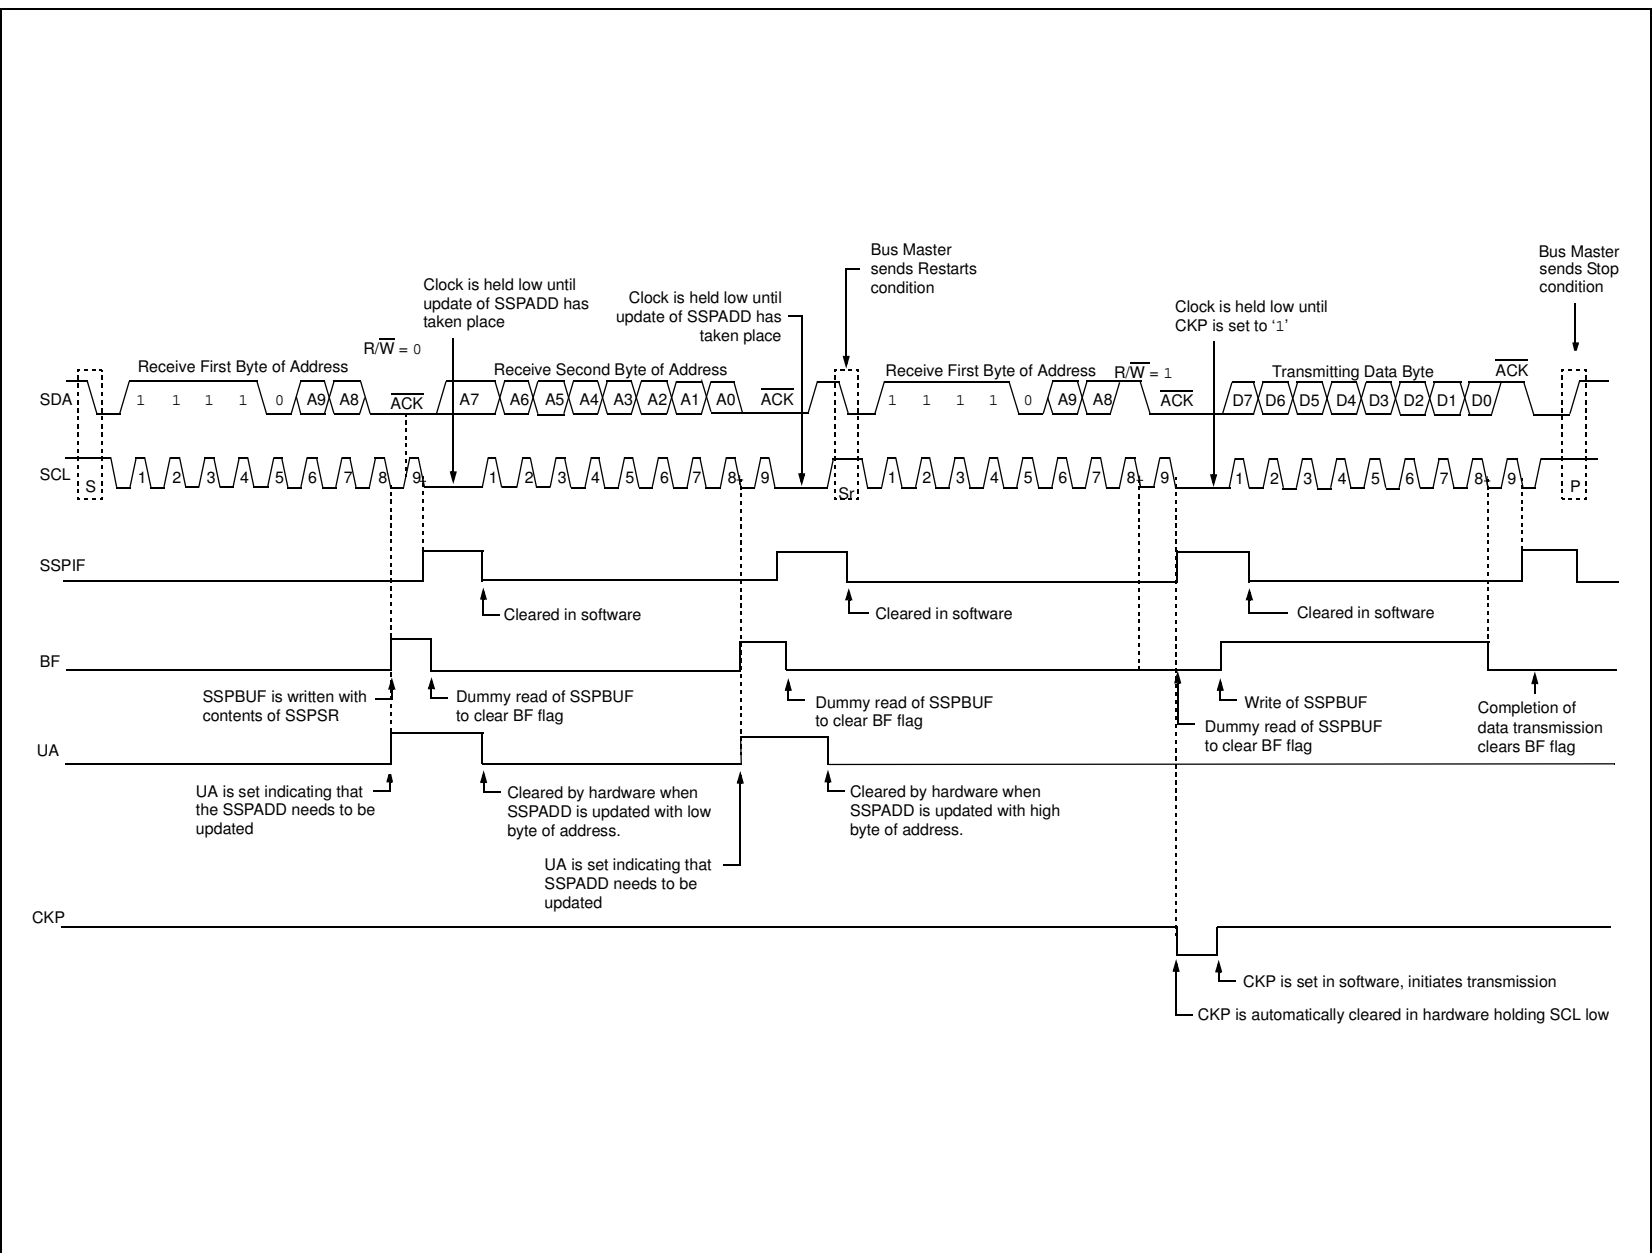 Bus Master
sends Restarts
condition
Bus Master
sends Stop
condition
Clock is held low until
update of SSPADD has
taken place
Clock is held low until
update of SSPADD has
taken place
Clock is held low until
CKP is set to ‘1’
R/W = 0
Receive First Byte of Address
Receive Second Byte of Address
Receive First Byte of Address
R/W = 1
Transmitting Data Byte
ACK
SDA 1 1 1 1 0 A9 A8 ACK A7 A6 A5 A4 A3 A2 A1 A0 ACK 1 1 1 1 0 A9 A8 ACK D7 D6 D5 D4 D3 D2 D1 D0
SCL S 1 2 3 4 5 6 7 8 9 1 2 3 4 5 6 7 8 9 Sr 1 2 3 4 5 6 7 8 9 1 2 3 4 5 6 7 8 9 P
SSPIF
Cleared in software
Cleared in software
Cleared in software
BF
SSPBUF is written with
contents of SSPSR
Dummy read of SSPBUF
to clear BF flag
Dummy read of SSPBUF
to clear BF flag
Write of SSPBUF
Dummy read of SSPBUF
to clear BF flag
Completion of
data transmission
clears BF flag
UA
UA is set indicating that
the SSPADD needs to be
updated
Cleared by hardware when
SSPADD is updated with low
byte of address.
Cleared by hardware when
SSPADD is updated with high
byte of address.
UA is set indicating that
SSPADD needs to be
updated
CKP
CKP is set in software, initiates transmission
CKP is automatically cleared in hardware holding SCL low